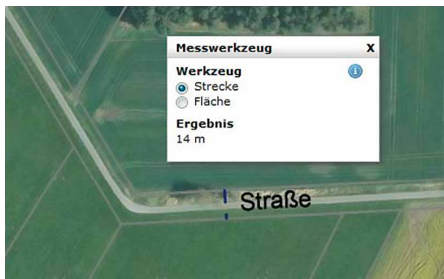 Messwerkzeug X
Werkzeug
Strecke
Fläche
Ergebnis
14 m
Straße